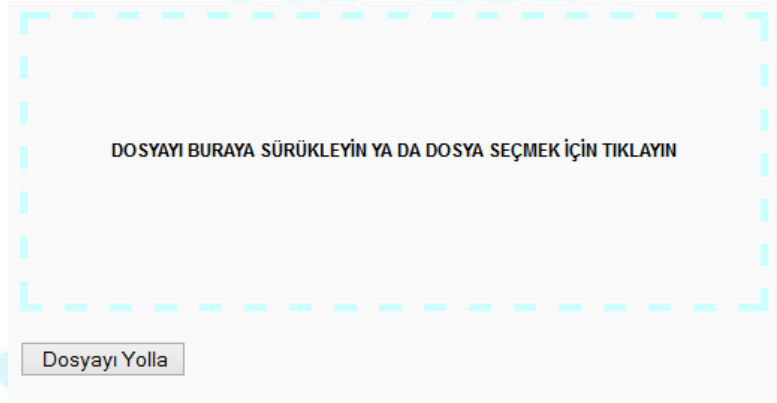 DOSYAYI BURAYA SÜRÜKLEYİN YA DA DOSYA SEÇMEK İÇİN TIKLAYIN
Dosyayı Yolla